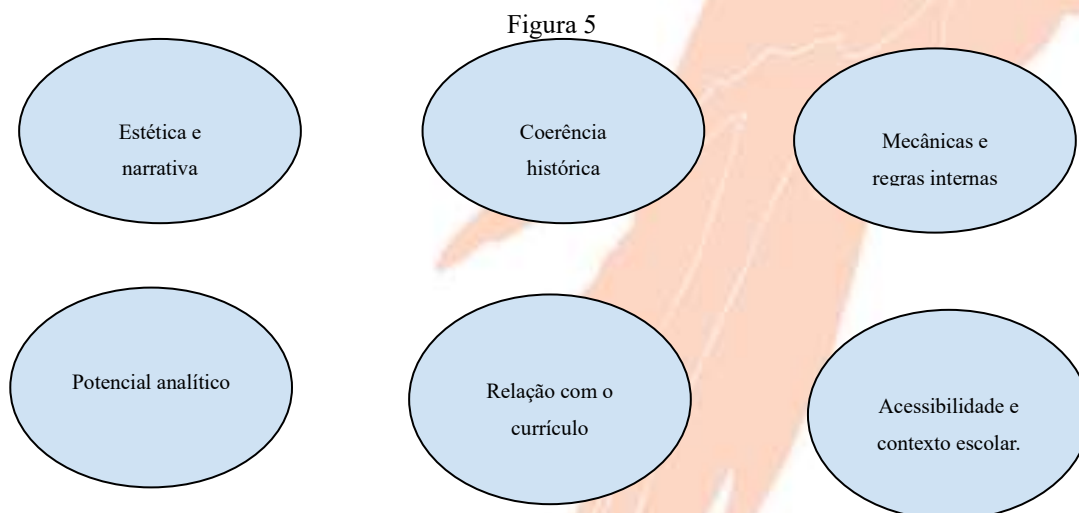 Figura 5
Estética e
narrativa
Coerência
histórica
Mecânicas e
regras internas
Potencial analítico
Relação com o
currículo
Acessibilidade e
contexto escolar.